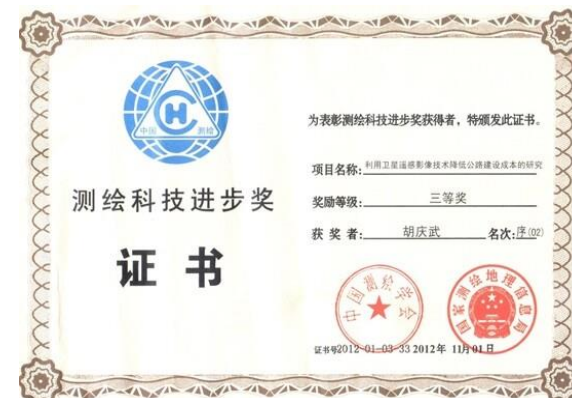 中国
CH
测绘
测绘科技进步奖
证书
为表彰测绘科技进步奖获得者，特颁发此证书。
项目名称：利用卫星遥感影像技术降低公路建设成本的研究
奖励等级：三等奖
获奖者：胡庆武 名次：序(02)
中国测绘学会
国家测绘地理信息局
证书号2012-01-03-33 2012年 11月01日